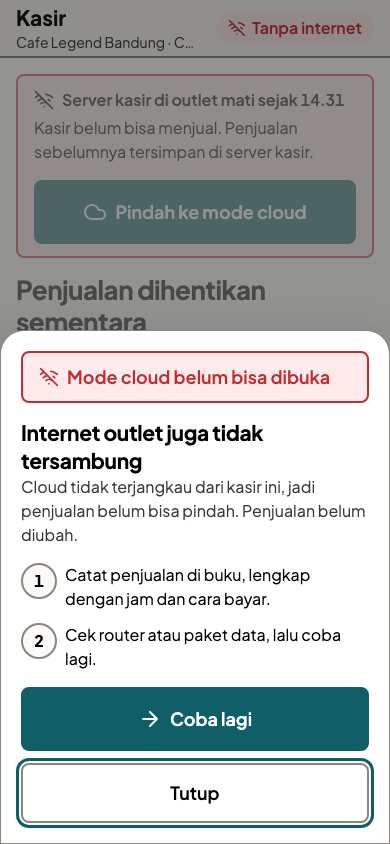 Kasir
Cafe Legend Bandung · C...
Tanpa internet
Server kasir di outlet mati sejak 14.31
Kasir belum bisa menjual. Penjualan
sebelumnya tersimpan di server kasir.
Pindah ke mode cloud
Penjualan dihentikan
sementara
Mode cloud belum bisa dibuka
Internet outlet juga tidak
tersambung
Cloud tidak terjangkau dari kasir ini, jadi
penjualan belum bisa pindah. Penjualan belum
diubah.
1 Catat penjualan di buku, lengkap
dengan jam dan cara bayar.
2 Cek router atau paket data, lalu coba
lagi.
Coba lagi
Tutup